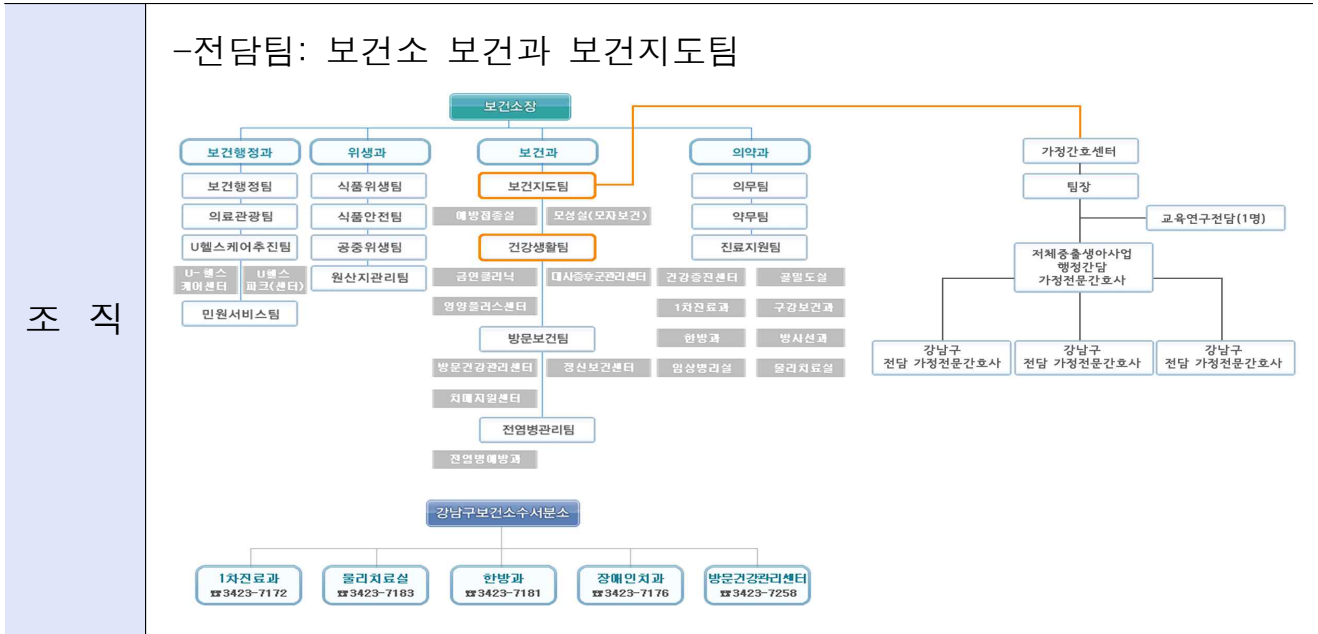 조 직
-전담팀: 보건소 보건과 보건지도팀
보건소장
보건행정과
위생과
보건과
의약과
보건행정팀
식품위생팀
보건지도팀
의무팀
예방접종실
모성실(모자보건)
의료관광팀
식품안전팀
약무팀
U헬스케어추진팀
공중위생팀
건강생활팀
진료지원팀
U-헬스
케어센터
U헬스
파크(센터)
원산지관리팀
금연클리닉
대사증후군관리센터
건강증진센터
골밀도실
영양플러스센터
1차진료과
구강보건과
민원서비스팀
방문보건팀
한방과
방사선과
방문건강관리센터
정신보건센터
임상병리실
물리치료실
치매지원센터
전염병관리팀
전염병예방과
가정간호센터
팀장
교육연구전담(1명)
저체중출생아사업
행정간담
가정전문간호사
강남구
전담 가정전문간호사
강남구
전담 가정전문간호사
강남구
전담 가정전문간호사
강남구보건소수서분소
1차진료과
☎3423-7172
물리치료실
☎3423-7183
한방과
☎3423-7181
장애인치과
☎3423-7176
방문건강관리센터
☎3423-7258